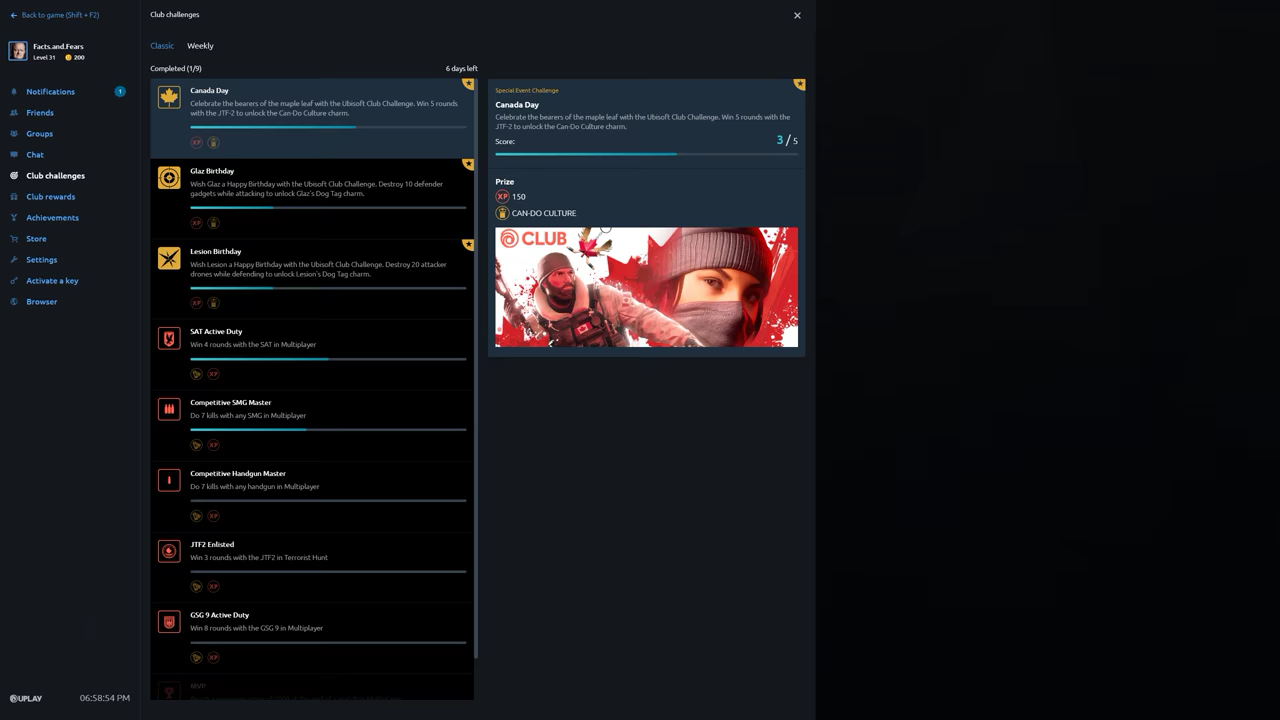 Back to game (Shift + F2)
Facts.and.Fears
Level 31 200
Notifications 1
Friends
Groups
Chat
Club challenges
Club rewards
Achievements
Store
Settings
Activate a key
Browser
UPLAY 06:58:54 PM
Club challenges
Classic Weekly
Completed (1/9) 6 days left
Canada Day
Celebrate the bearers of the maple leaf with the Ubisoft Club Challenge. Win 5 rounds
with the JTF-2 to unlock the Can-Do Culture charm.
XP
Glaz Birthday
Wish Glaz a Happy Birthday with the Ubisoft Club Challenge. Destroy 10 defender
gadgets while attacking to unlock Glaz's Dog Tag charm.
XP
Lesion Birthday
Wish Lesion a Happy Birthday with the Ubisoft Club Challenge. Destroy 20 attacker
drones while defending to unlock Lesion's Dog Tag charm.
XP
SAT Active Duty
Win 4 rounds with the SAT in Multiplayer
XP
Competitive SMG Master
Do 7 kills with any SMG in Multiplayer
XP
Competitive Handgun Master
Do 7 kills with any handgun in Multiplayer
XP
JTF2 Enlisted
Win 3 rounds with the JTF2 in Terrorist Hunt
XP
GSG 9 Active Duty
Win 8 rounds with the GSG 9 in Multiplayer
XP
MVP
Special Event Challenge
Canada Day
Celebrate the bearers of the maple leaf with the Ubisoft Club Challenge. Win 5 rounds with the
JTF-2 to unlock the Can-Do Culture charm.
Score: 3 / 5
Prize
XP 150
CAN-DO CULTURE
CLUB